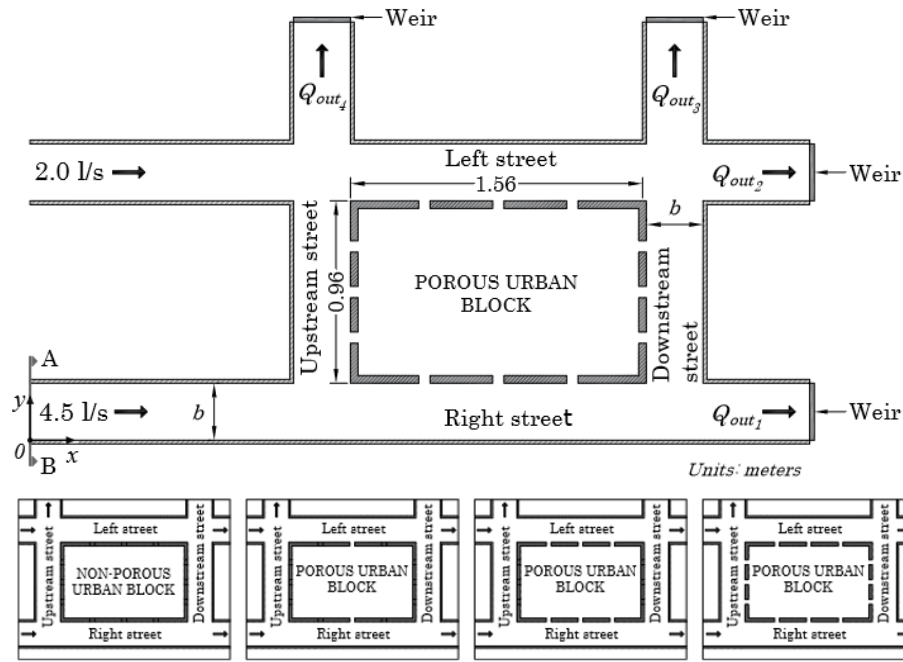 Weir
Weir
Q_out4
Q_out3
2.0 l/s
Left street
1.56
Q_out2
Weir
b
Upstream street
0.96
POROUS URBAN
BLOCK
Downstream
street
A
y
4.5 l/s
b
Right street
Q_out1
Weir
0
x
B
Units: meters
Left street
Upstream street
NON-POROUS
URBAN BLOCK
Downstream street
Right street
Left street
Upstream street
POROUS URBAN
BLOCK
Downstream street
Right street
Left street
Upstream street
POROUS URBAN
BLOCK
Downstream street
Right street
Left street
Upstream street
POROUS URBAN
BLOCK
Downstream street
Right street